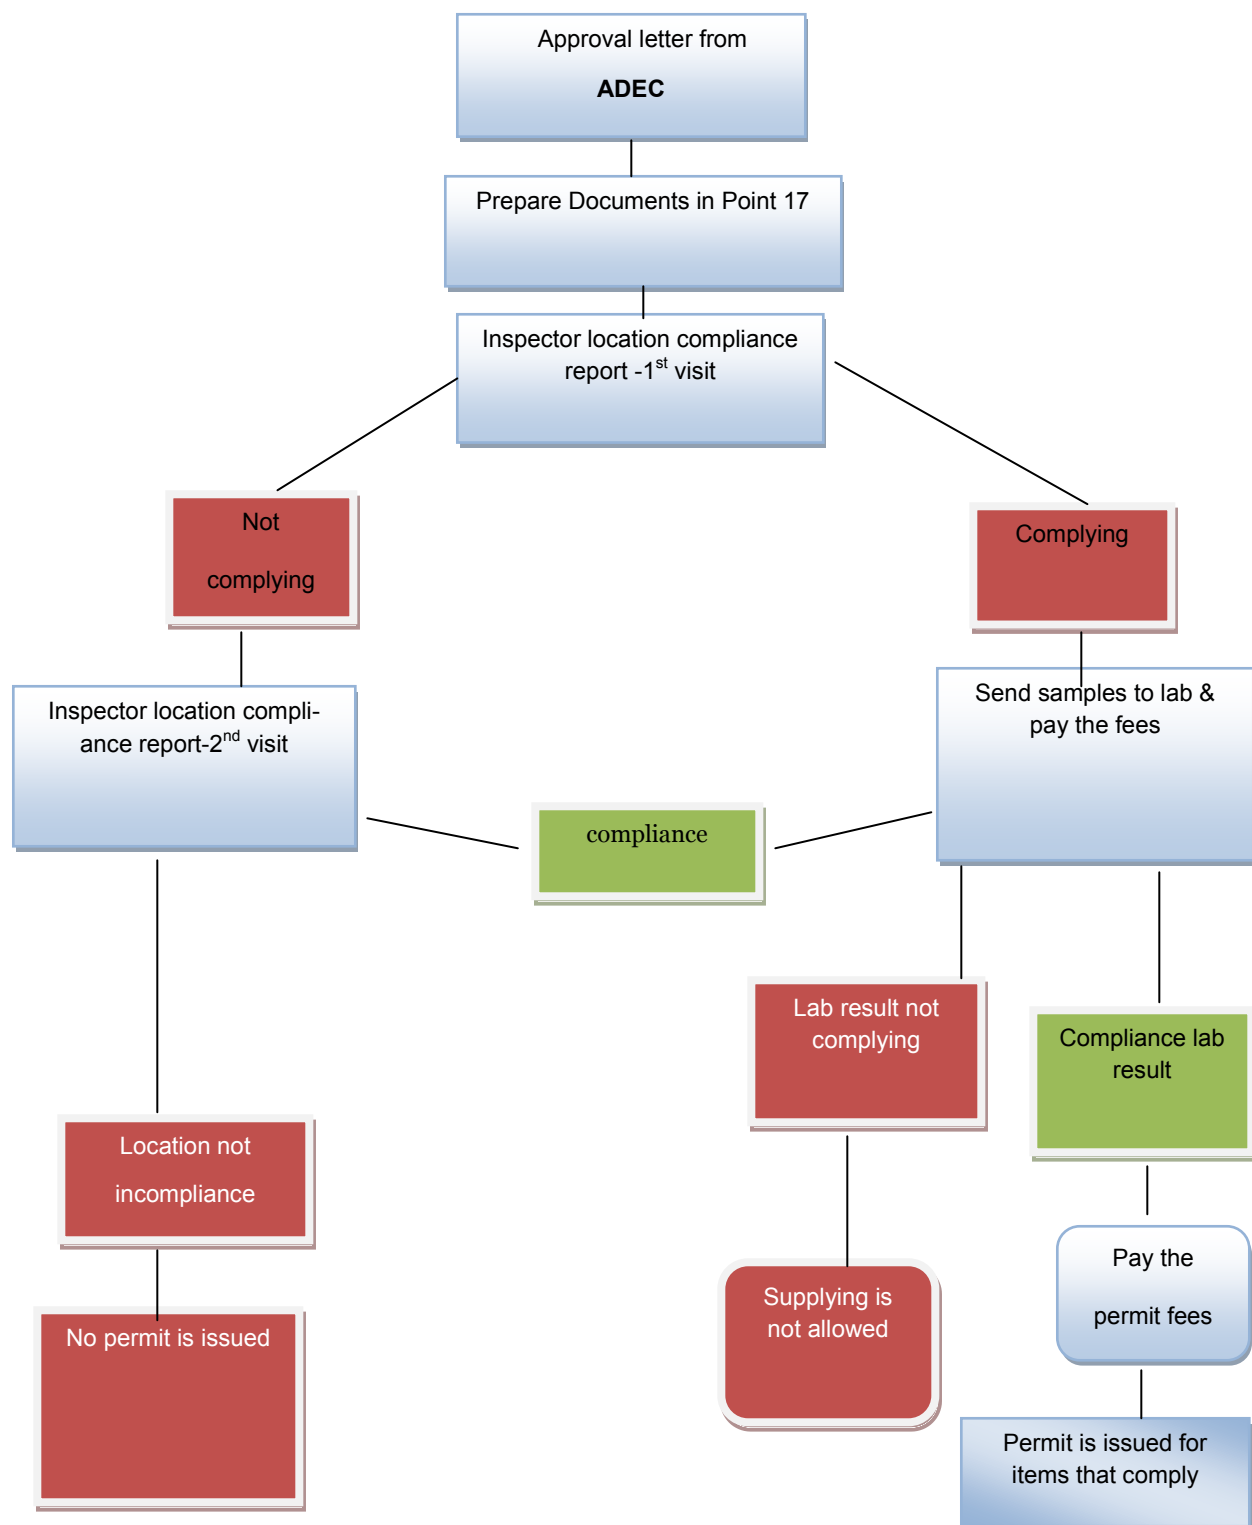 Approval letter from
ADEC
Prepare Documents in Point 17
Inspector location compliance
report -1st visit
Not
complying
Complying
Inspector location compli-
ance report-2nd visit
Send samples to lab &
pay the fees
compliance
Lab result not
complying
Compliance lab
result
Location not
incompliance
Pay the
permit fees
Supplying is
not allowed
No permit is issued
Permit is issued for
items that comply